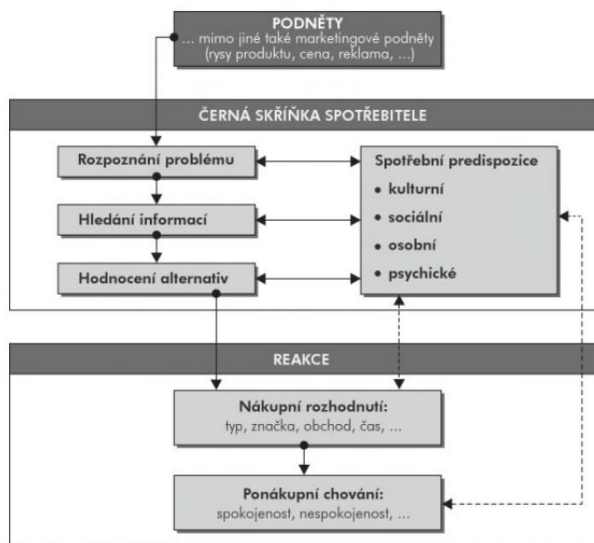 PODNĚTY
... mimo jiné také marketingové podněty
(rysy produktu, cena, reklama, ...)
ČERNÁ SKŘÍŇKA SPOTŘEBITELE
Rozpoznání problému
Hledání informací
Hodnocení alternativ
Spotřební predispozice
• kulturní
• sociální
• osobní
• psychické
REAKCE
Nákupní rozhodnutí:
typ, značka, obchod, čas, ...
Ponákupní chování:
spokojenost, nespokojenost, ...